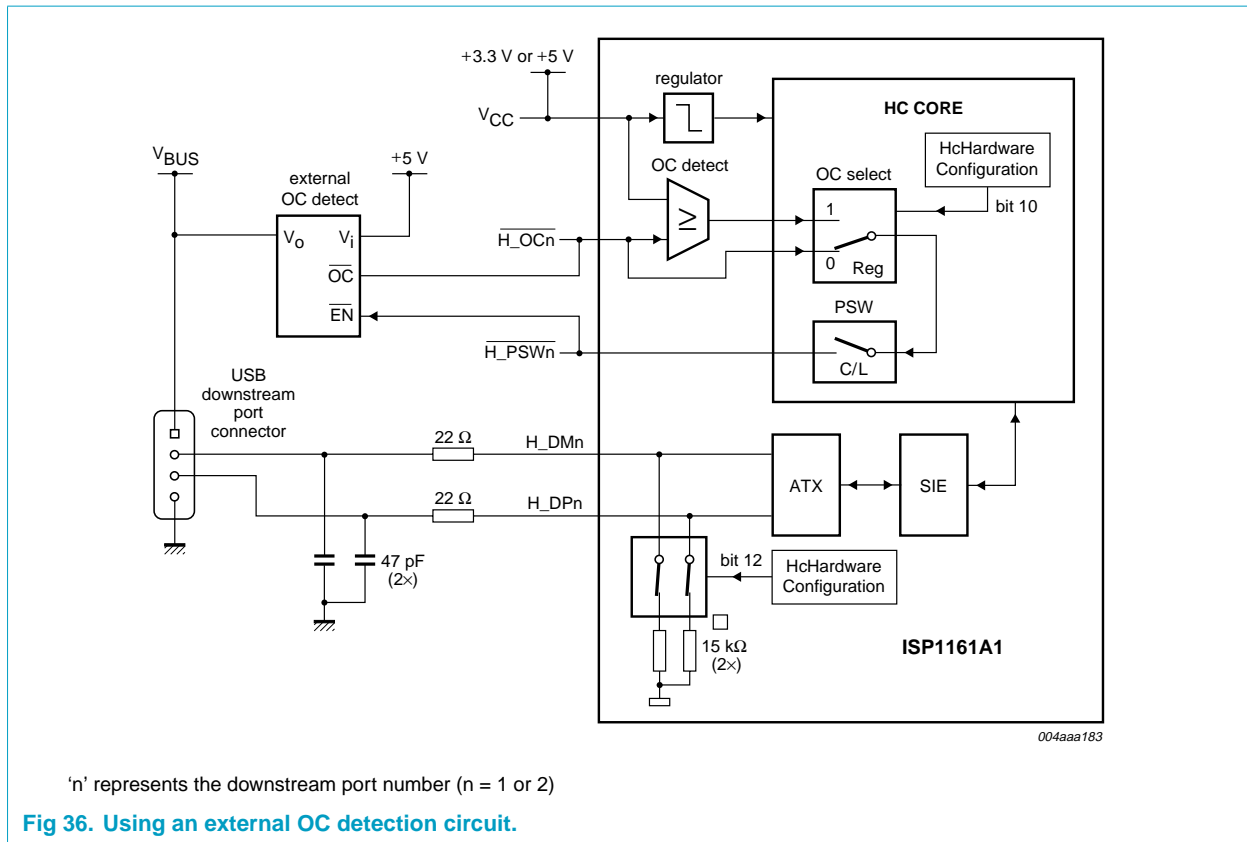 +3.3 V or +5 V
regulator
HC CORE
VCC
HcHardware
Configuration
VBUS
+5 V
OC detect
OC select
external
OC detect
1
bit 10
Vo
Vi
H_OCn
≥
OC
0
Reg
EN
PSW
H_PSWn
C/L
USB
downstream
port
connector
22 Ω
H_DMn
ATX
SIE
22 Ω
H_DPn
47 pF
(2×)
bit 12
HcHardware
Configuration
15 kΩ
(2×)
ISP1161A1
004aaa183
'n' represents the downstream port number (n = 1 or 2)
Fig 36. Using an external OC detection circuit.